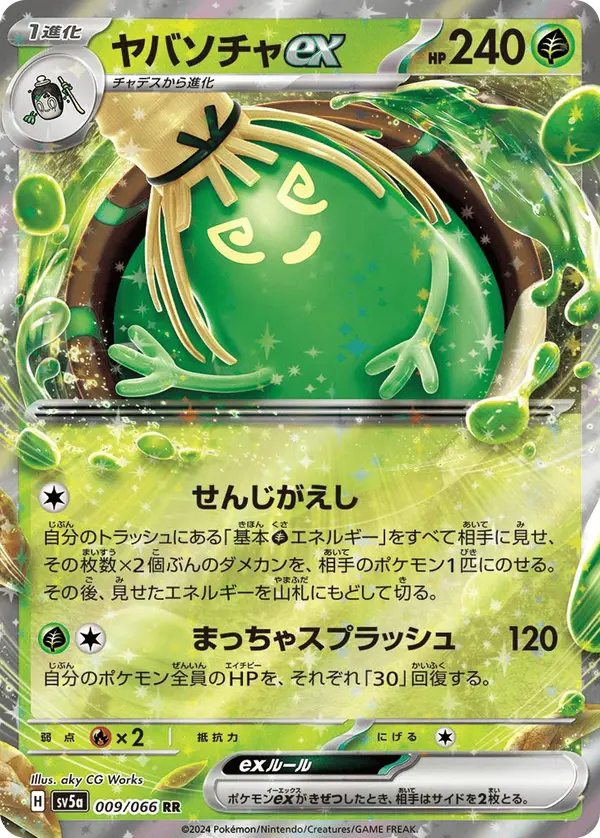 1進化
ヤバソチャex
HP 240
チャデスから進化
せんじがえし
自分のトラッシュにある「基本エネルギー」をすべて相手に見せ、
その枚数×2個ぶんのダメカンを、相手のポケモン1匹にのせる。
その後、見せたエネルギーを山札にもどして切る。
まっちゃスプラッシュ 120
自分のポケモン全員のHPを、それぞれ「30」回復する。
弱点 ×2 抵抗力 にげる
exルール
ポケモンexがきぜつしたとき、相手はサイドを2枚とる。
Illus. aky CG Works
H sv5a 009/066 RR
©2024 Pokémon/Nintendo/Creatures/GAME FREAK.